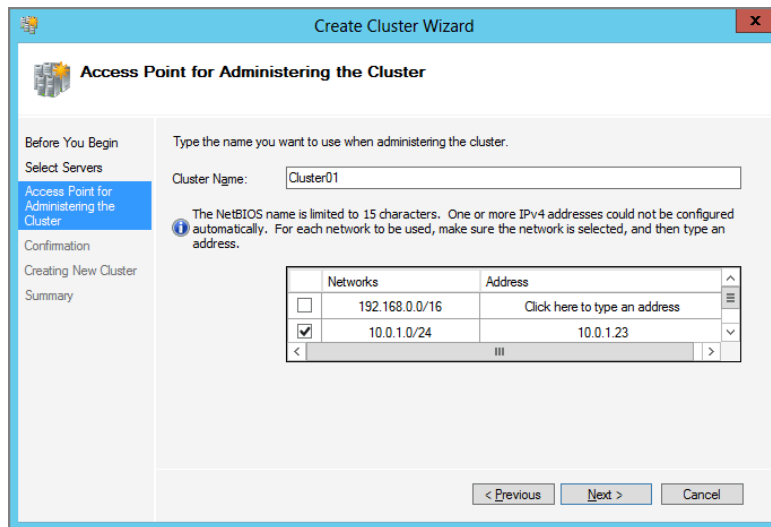 Create Cluster Wizard
x
Access Point for Administering the Cluster
Before You Begin
Select Servers
Access Point for
Administering the
Cluster
Confirmation
Creating New Cluster
Summary
Type the name you want to use when administering the cluster.
Cluster Name:
Cluster01
The NetBIOS name is limited to 15 characters. One or more IPv4 addresses could not be configured
automatically. For each network to be used, make sure the network is selected, and then type an
address.
Networks Address
192.168.0.0/16 Click here to type an address
10.0.1.0/24 10.0.1.23
< Previous Next > Cancel